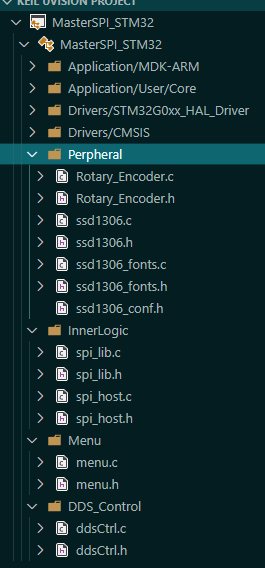 KEIL UVISION PROJECT
MasterSPI_STM32
MasterSPI_STM32
Application/MDK-ARM
Application/User/Core
Drivers/STM32G0xx_HAL_Driver
Drivers/CMSIS
Perpheral
Rotary_Encoder.c
Rotary_Encoder.h
ssd1306.c
ssd1306.h
ssd1306_fonts.c
ssd1306_fonts.h
ssd1306_conf.h
InnerLogic
spi_lib.c
spi_lib.h
spi_host.c
spi_host.h
Menu
menu.c
menu.h
DDS_Control
ddsCtrl.c
ddsCtrl.h